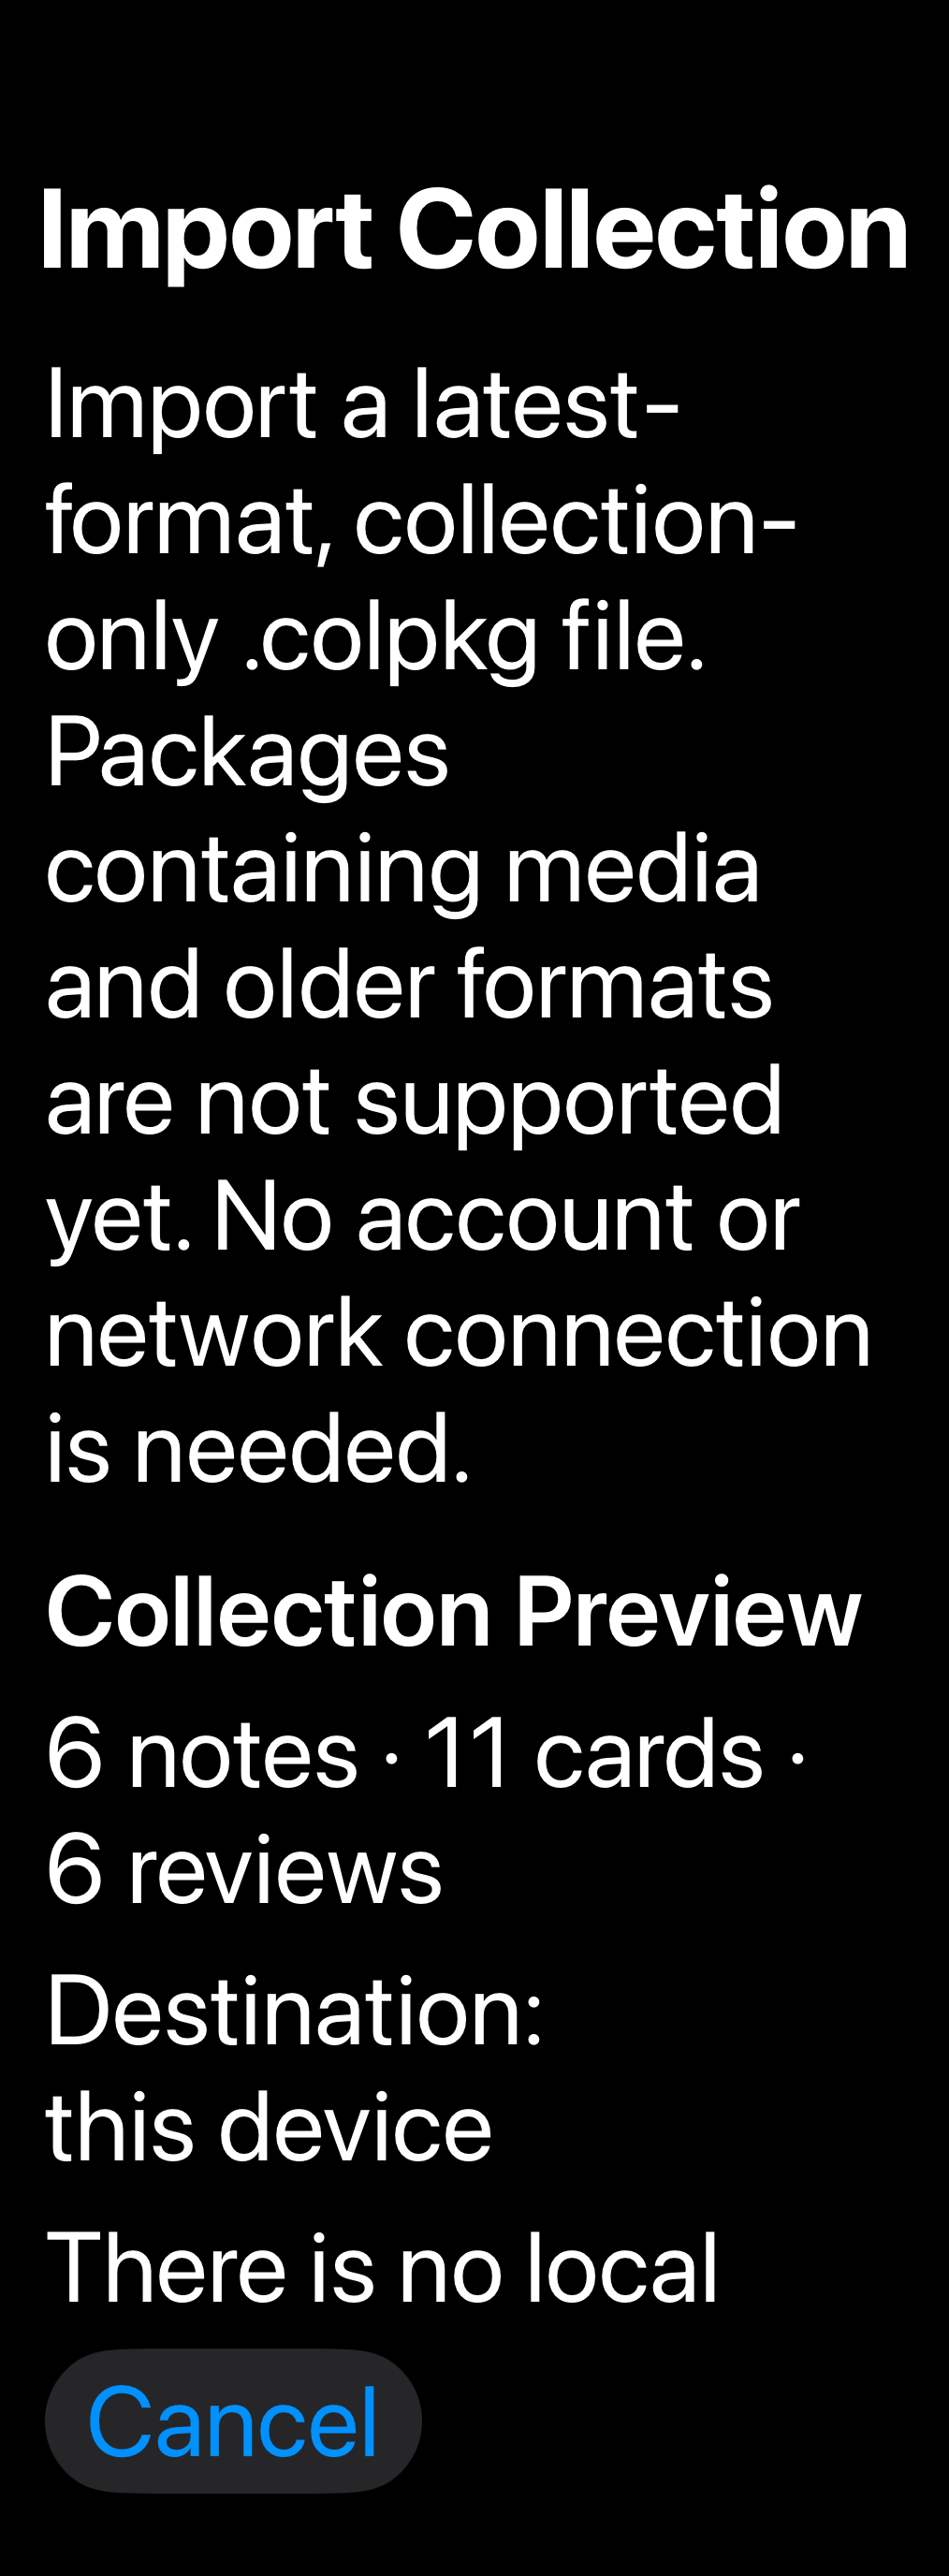 Import Collection
Import a latest-
format, collection-
only .colpkg file.
Packages
containing media
and older formats
are not supported
yet. No account or
network connection
is needed.
Collection Preview
6 notes · 11 cards ·
6 reviews
Destination:
this device
There is no local
Cancel